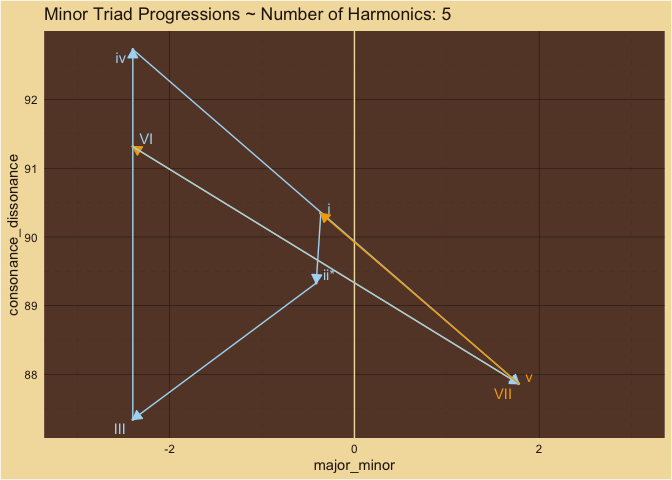 Minor Triad Progressions ~ Number of Harmonics: 5
iv
92
VI
91
i
90
ii°
89
88
v
VII
III
-2
0
2
major_minor
consonance_dissonance